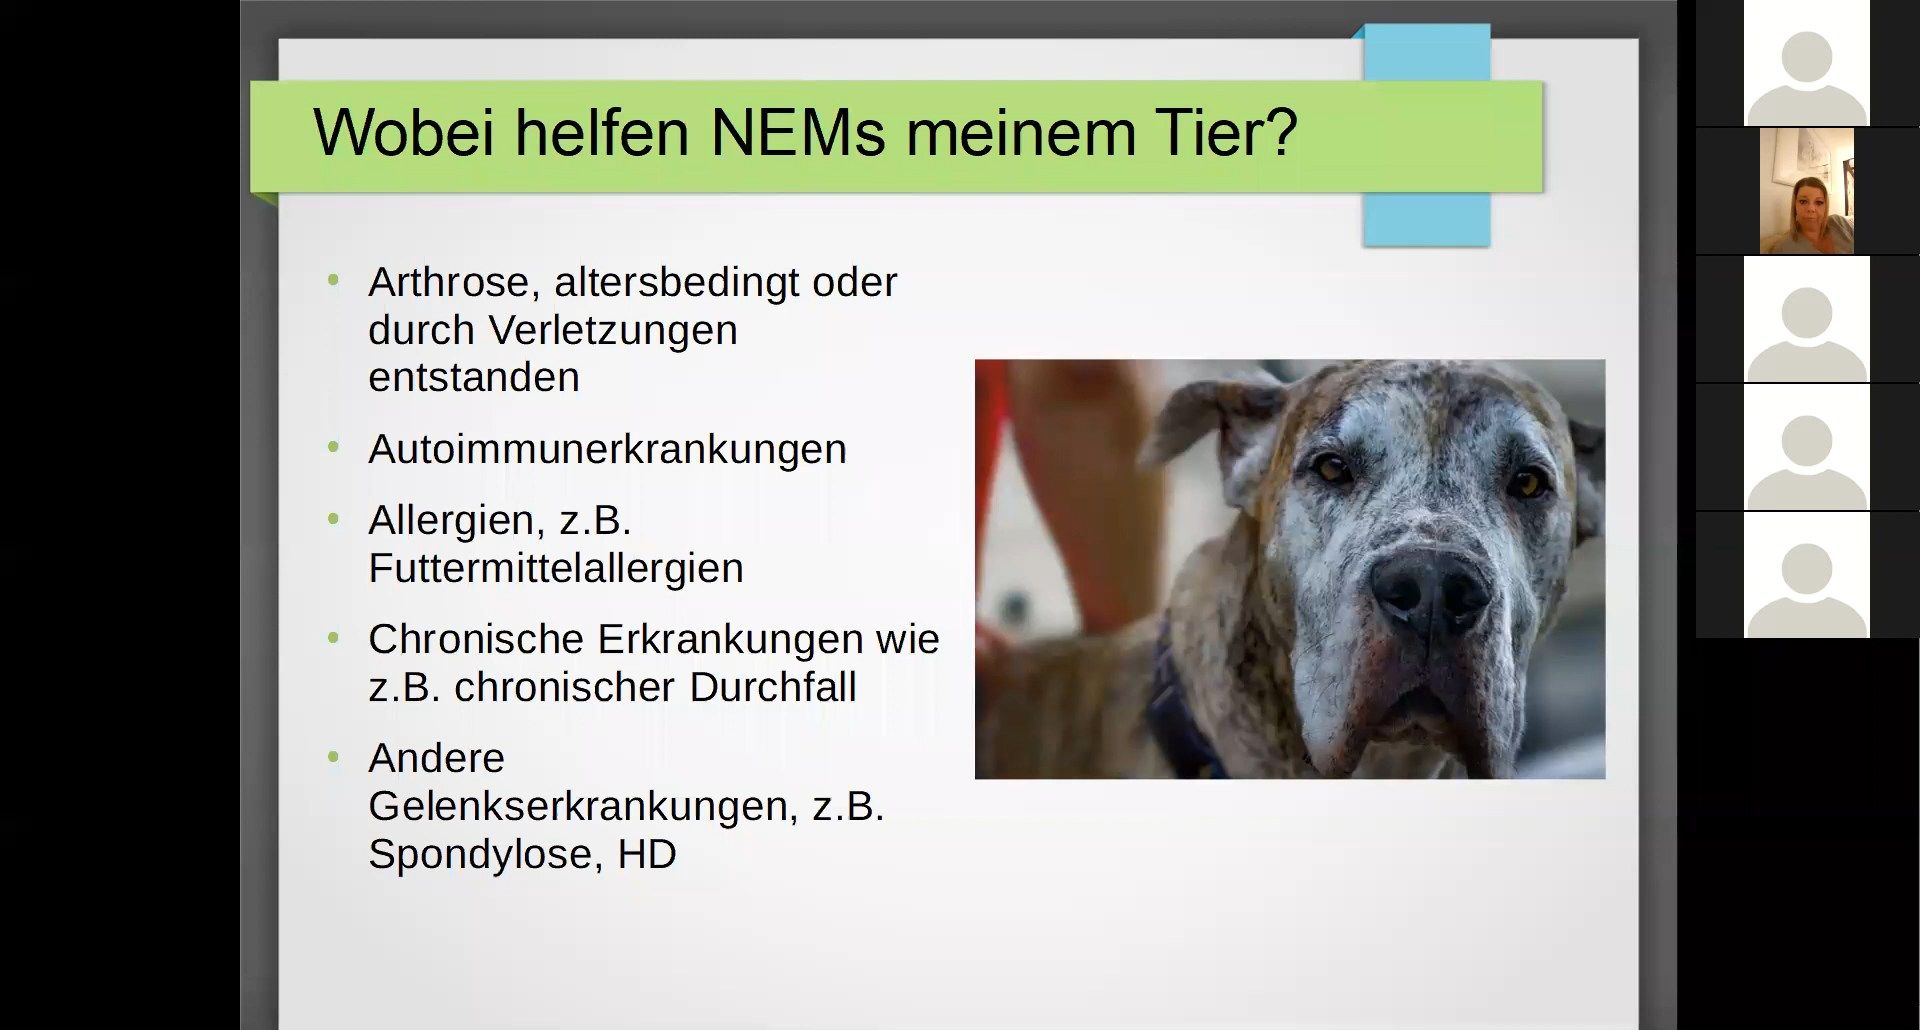 Wobei helfen NEMs meinem Tier?
• Arthrose, altersbedingt oder
durch Verletzungen
entstanden
• Autoimmunerkrankungen
• Allergien, z.B.
Futtermittelallergien
• Chronische Erkrankungen wie
z.B. chronischer Durchfall
• Andere
Gelenkserkrankungen, z.B.
Spondylose, HD